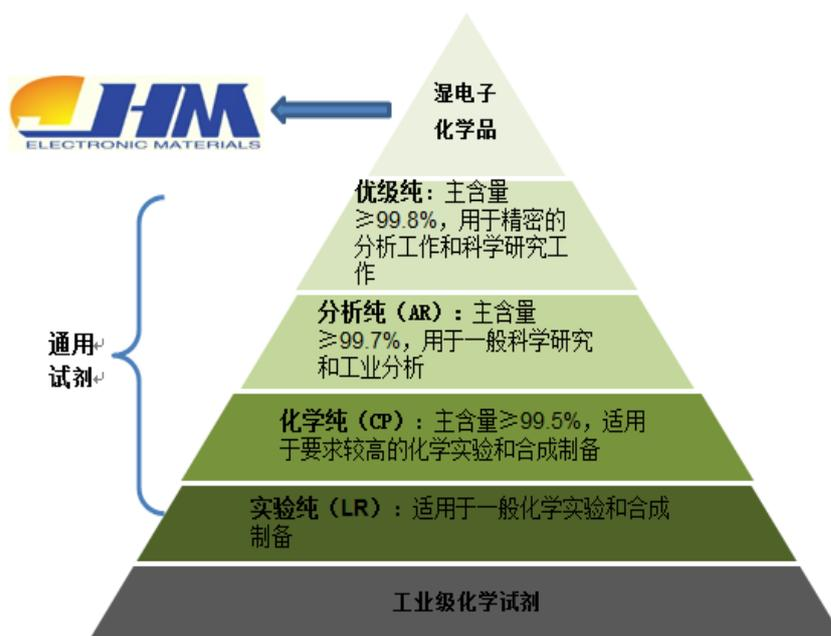 湿电子
化学品
JHM
ELECTRONIC MATERIALS
优级纯：主含量
≥99.8%，用于精密的
分析工作和科学研究工
作
分析纯（AR）：主含量
≥99.7%，用于一般科学研究
和工业分析
通用
试剂
化学纯（CP）：主含量≥99.5%，适用
于要求较高的化学实验和合成制备
实验纯（LR）：适用于一般化学实验和合成
制备
工业级化学试剂